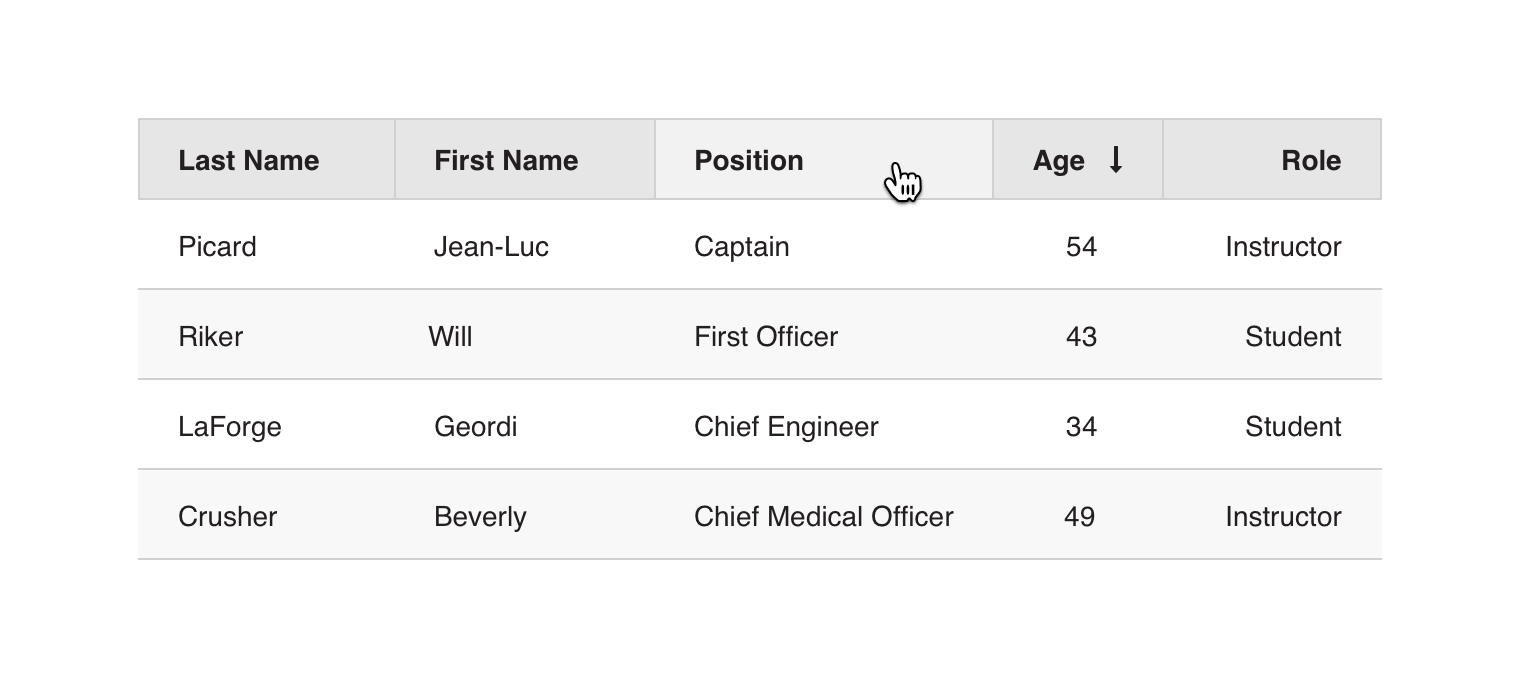 Last Name First Name Position Age ↓ Role
Picard Jean-Luc Captain 54 Instructor
Riker Will First Officer 43 Student
LaForge Geordi Chief Engineer 34 Student
Crusher Beverly Chief Medical Officer 49 Instructor